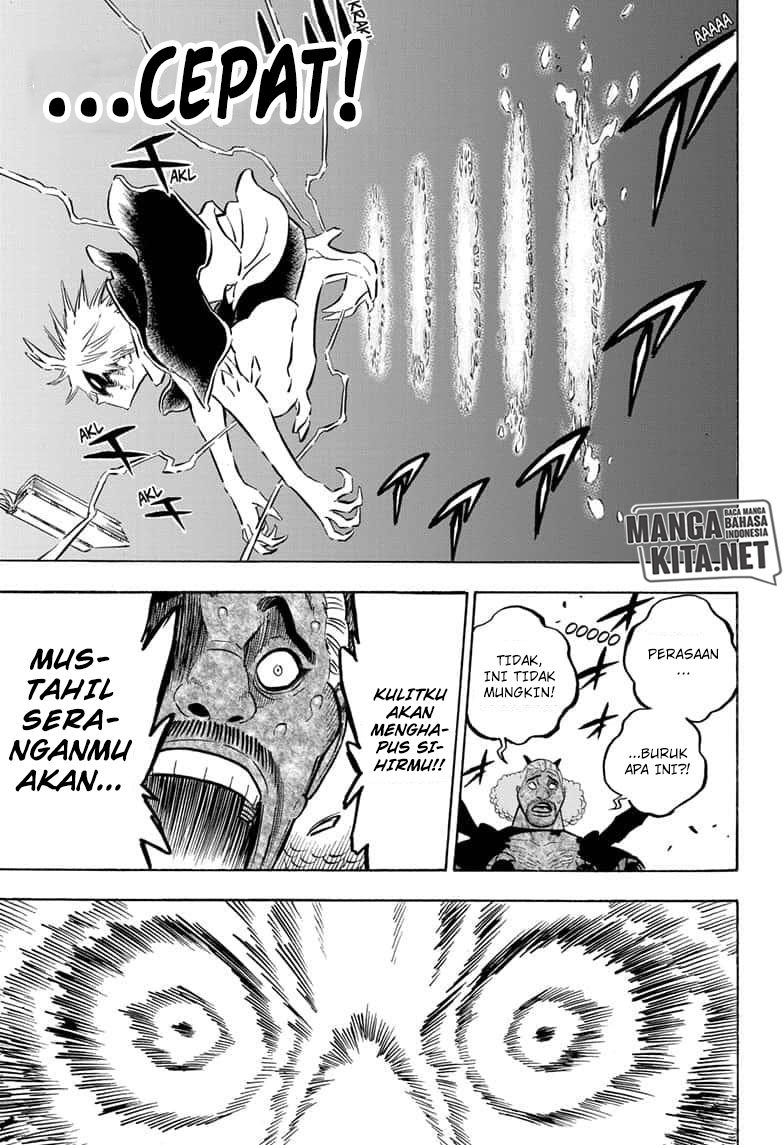 ...CEPAT!
KRAK
AAAAA
AKL
AKL
AKL
MANGA
KITA.NET
BACA MANGA
BAHASA
INDONESIA
PERASAAN
...
...BURUK
APA INI?!
OOOOO
TIDAK,
INI TIDAK
MUNGKIN!
KULITKU
AKAN
MENGHA-
PUS SI-
HIRMU!!
MUS-
TAHIL
SERA-
NGANMU
AKAN...